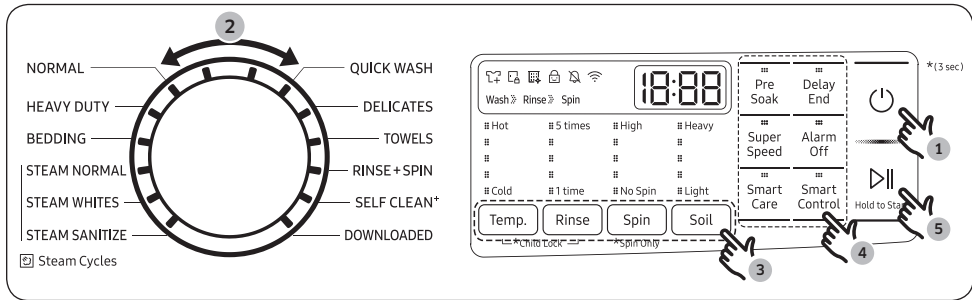 2
NORMAL
HEAVY DUTY
BEDDING
STEAM NORMAL
STEAM WHITES
STEAM SANITIZE
Steam Cycles
QUICK WASH
DELICATES
TOWELS
RINSE+SPIN
SELF CLEAN+
DOWNLOADED
Wash» Rinse» Spin
18:88
Hot 5 times High Heavy
Cold 1 time No Spin Light
Temp. Rinse Spin Soil
*Child Lock *Spin Only
3
Pre Soak
Delay End
Super Speed
Alarm Off
Smart Care
Smart Control
4
*(3 sec)
1
Hold to
5